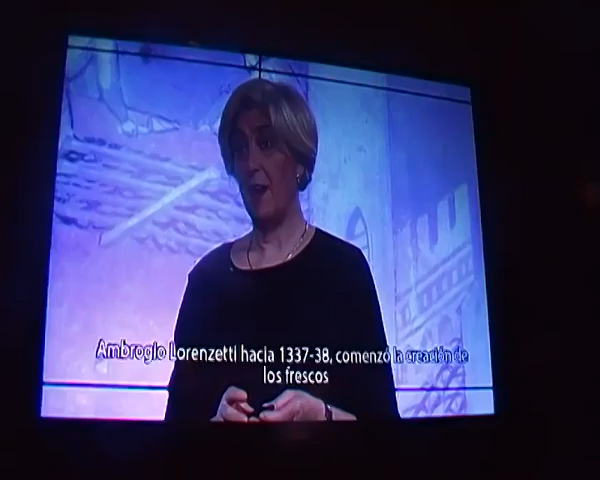 Ambrogio Lorenzetti hacia 1337-38, comenzó la creación de
los frescos